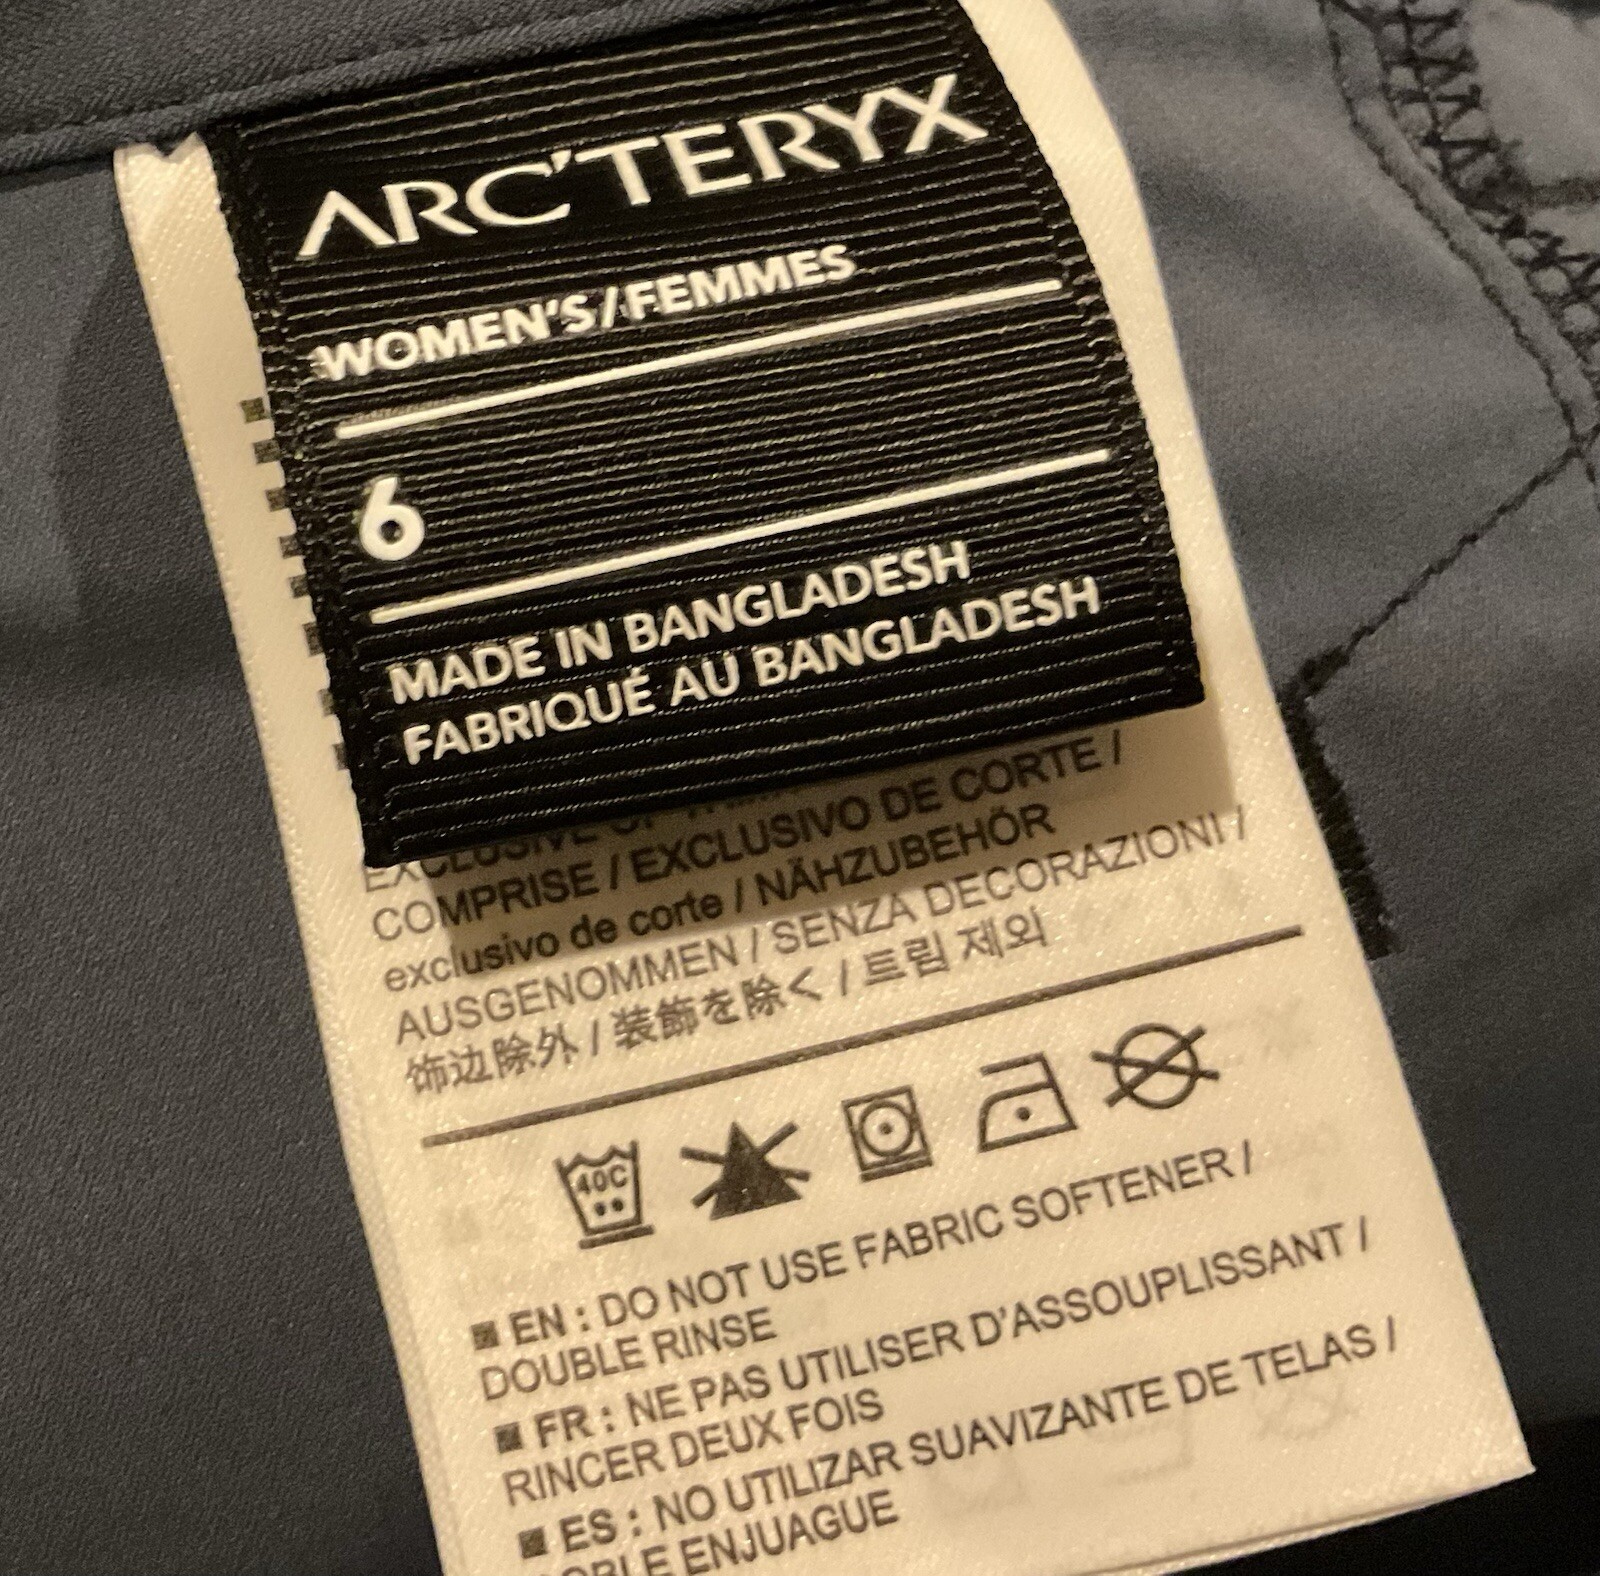 ARC'TERYX
WOMEN'S/FEMMES
6
MADE IN BANGLADESH
FABRIQUÉ AU BANGLADESH
EXCLUSIVE OF
COMPRISE / EXCLUSIVO DE CORTE /
exclusivo de corte / NÄHZUBEHÖR
AUSGENOMMEN / SENZA DECORAZIONI /
饰边除外 / 装飾を除く / 트림 제외
40C
■ EN : DO NOT USE FABRIC SOFTENER /
DOUBLE RINSE
■ FR : NE PAS UTILISER D'ASSOUPLISSANT /
RINCER DEUX FOIS
■ ES : NO UTILIZAR SUAVIZANTE DE TELAS /
ENJUAGUE